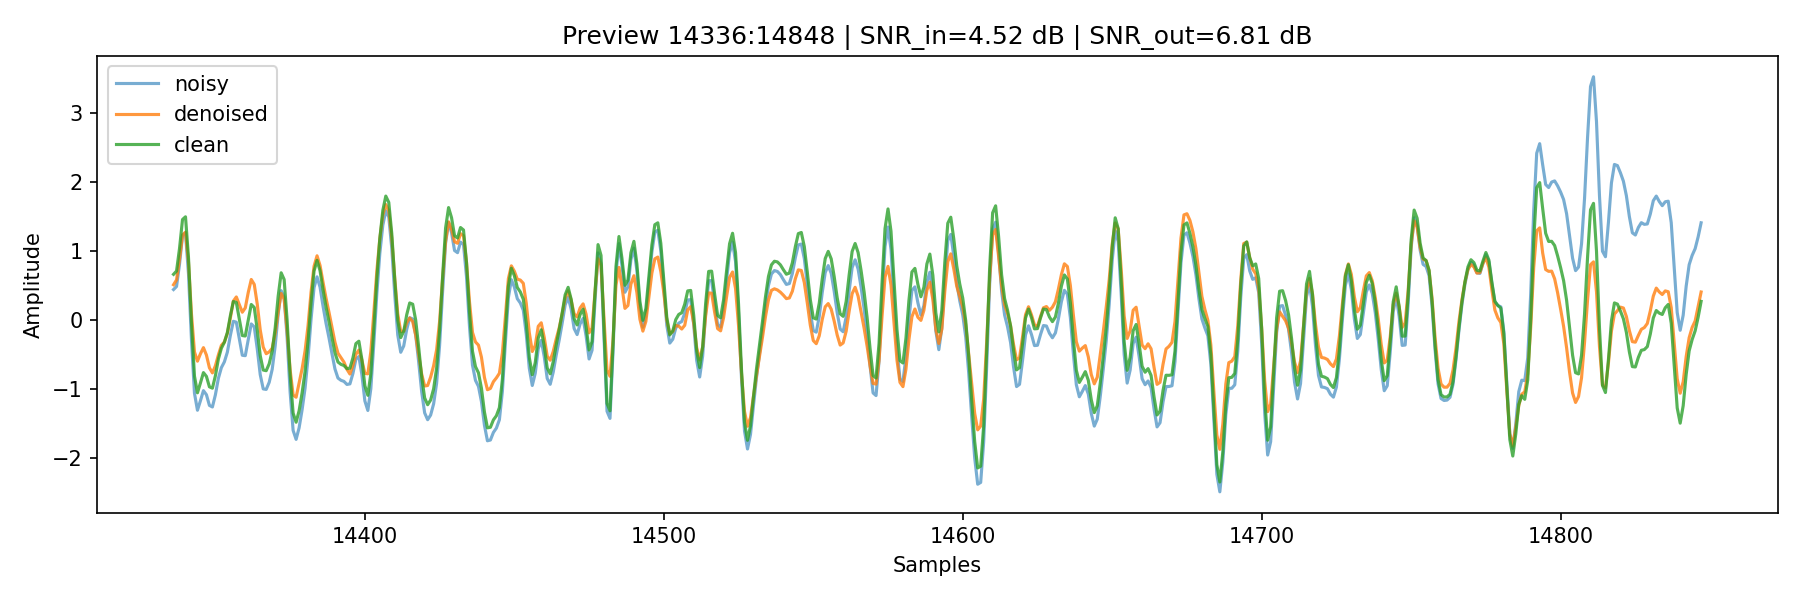 Preview 14336:14848 | SNR_in=4.52 dB | SNR_out=6.81 dB
noisy
denoised
clean
Amplitude
3
2
1
0
−1
−2
14400 14500 14600 14700 14800
Samples